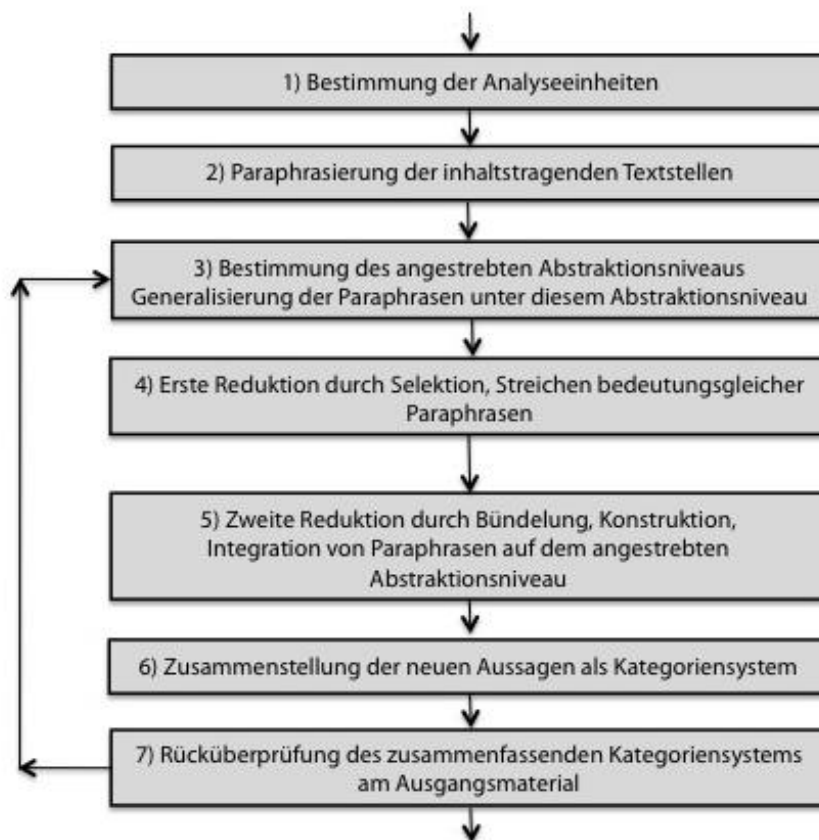 1) Bestimmung der Analyseeinheiten
2) Paraphrasierung der inhaltstragenden Textstellen
3) Bestimmung des angestrebten Abstraktionsniveaus
Generalisierung der Paraphrasen unter diesem Abstraktionsniveau
4) Erste Reduktion durch Selektion, Streichen bedeutungsgleicher
Paraphrasen
5) Zweite Reduktion durch Bündelung, Konstruktion,
Integration von Paraphrasen auf dem angestrebten
Abstraktionsniveau
6) Zusammenstellung der neuen Aussagen als Kategoriensystem
7) Rücküberprüfung des zusammenfassenden Kategoriensystems
am Ausgangsmaterial